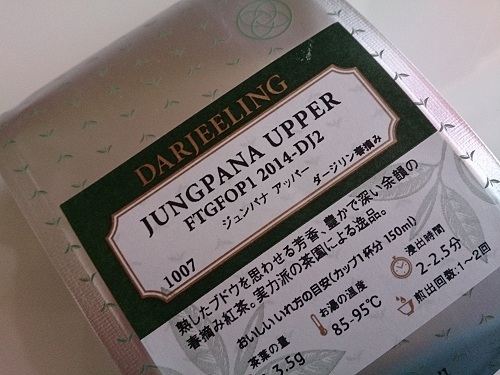 DARJEELING
JUNGPANA UPPER
FTGFOP1 2014-DJ2
ジュンパナ アッパー ダージリン春摘み
1007
熟したブドウを思わせる芳香、豊かで深い余韻の
春摘み紅茶。実力派の茶園による逸品。
おいしいいれ方の目安(カップ1杯分 150ml)
茶葉の量
3.5g
お湯の温度
85-95℃
浸出時間
2-2.5分
煎出回数:1〜2回